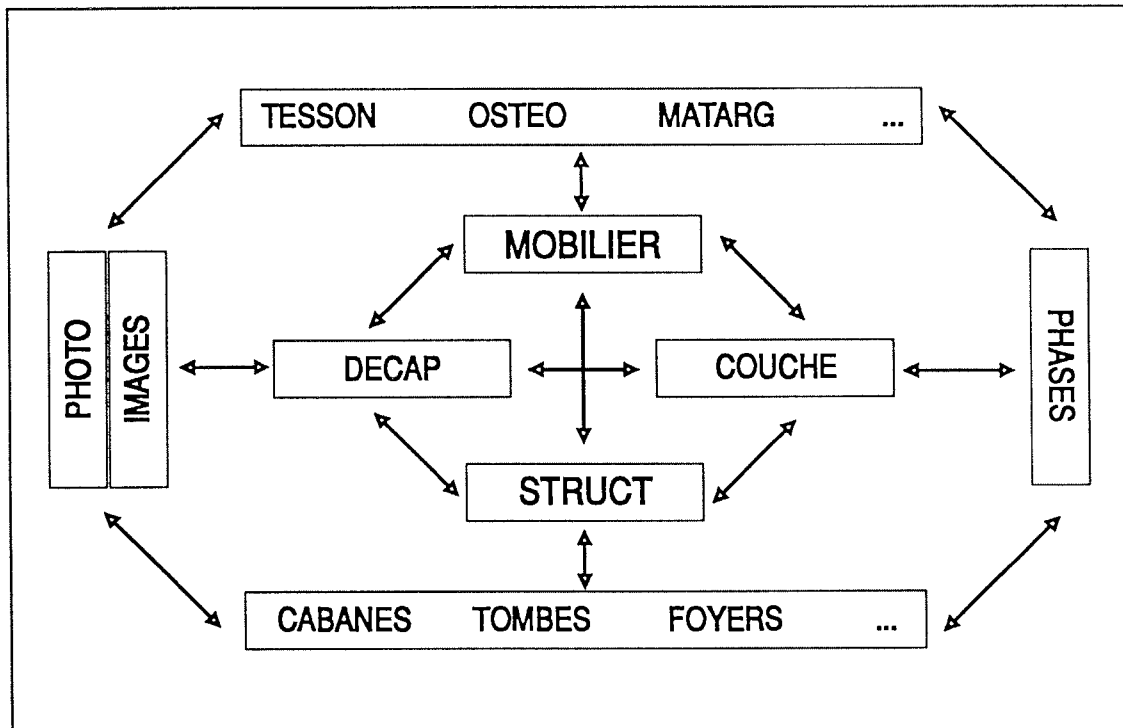 TESSON OSTEO MATARG ...
MOBILIER
PHOTO
IMAGES
DECAP
COUCHE
PHASES
STRUCT
CABANES TOMBES FOYERS ...